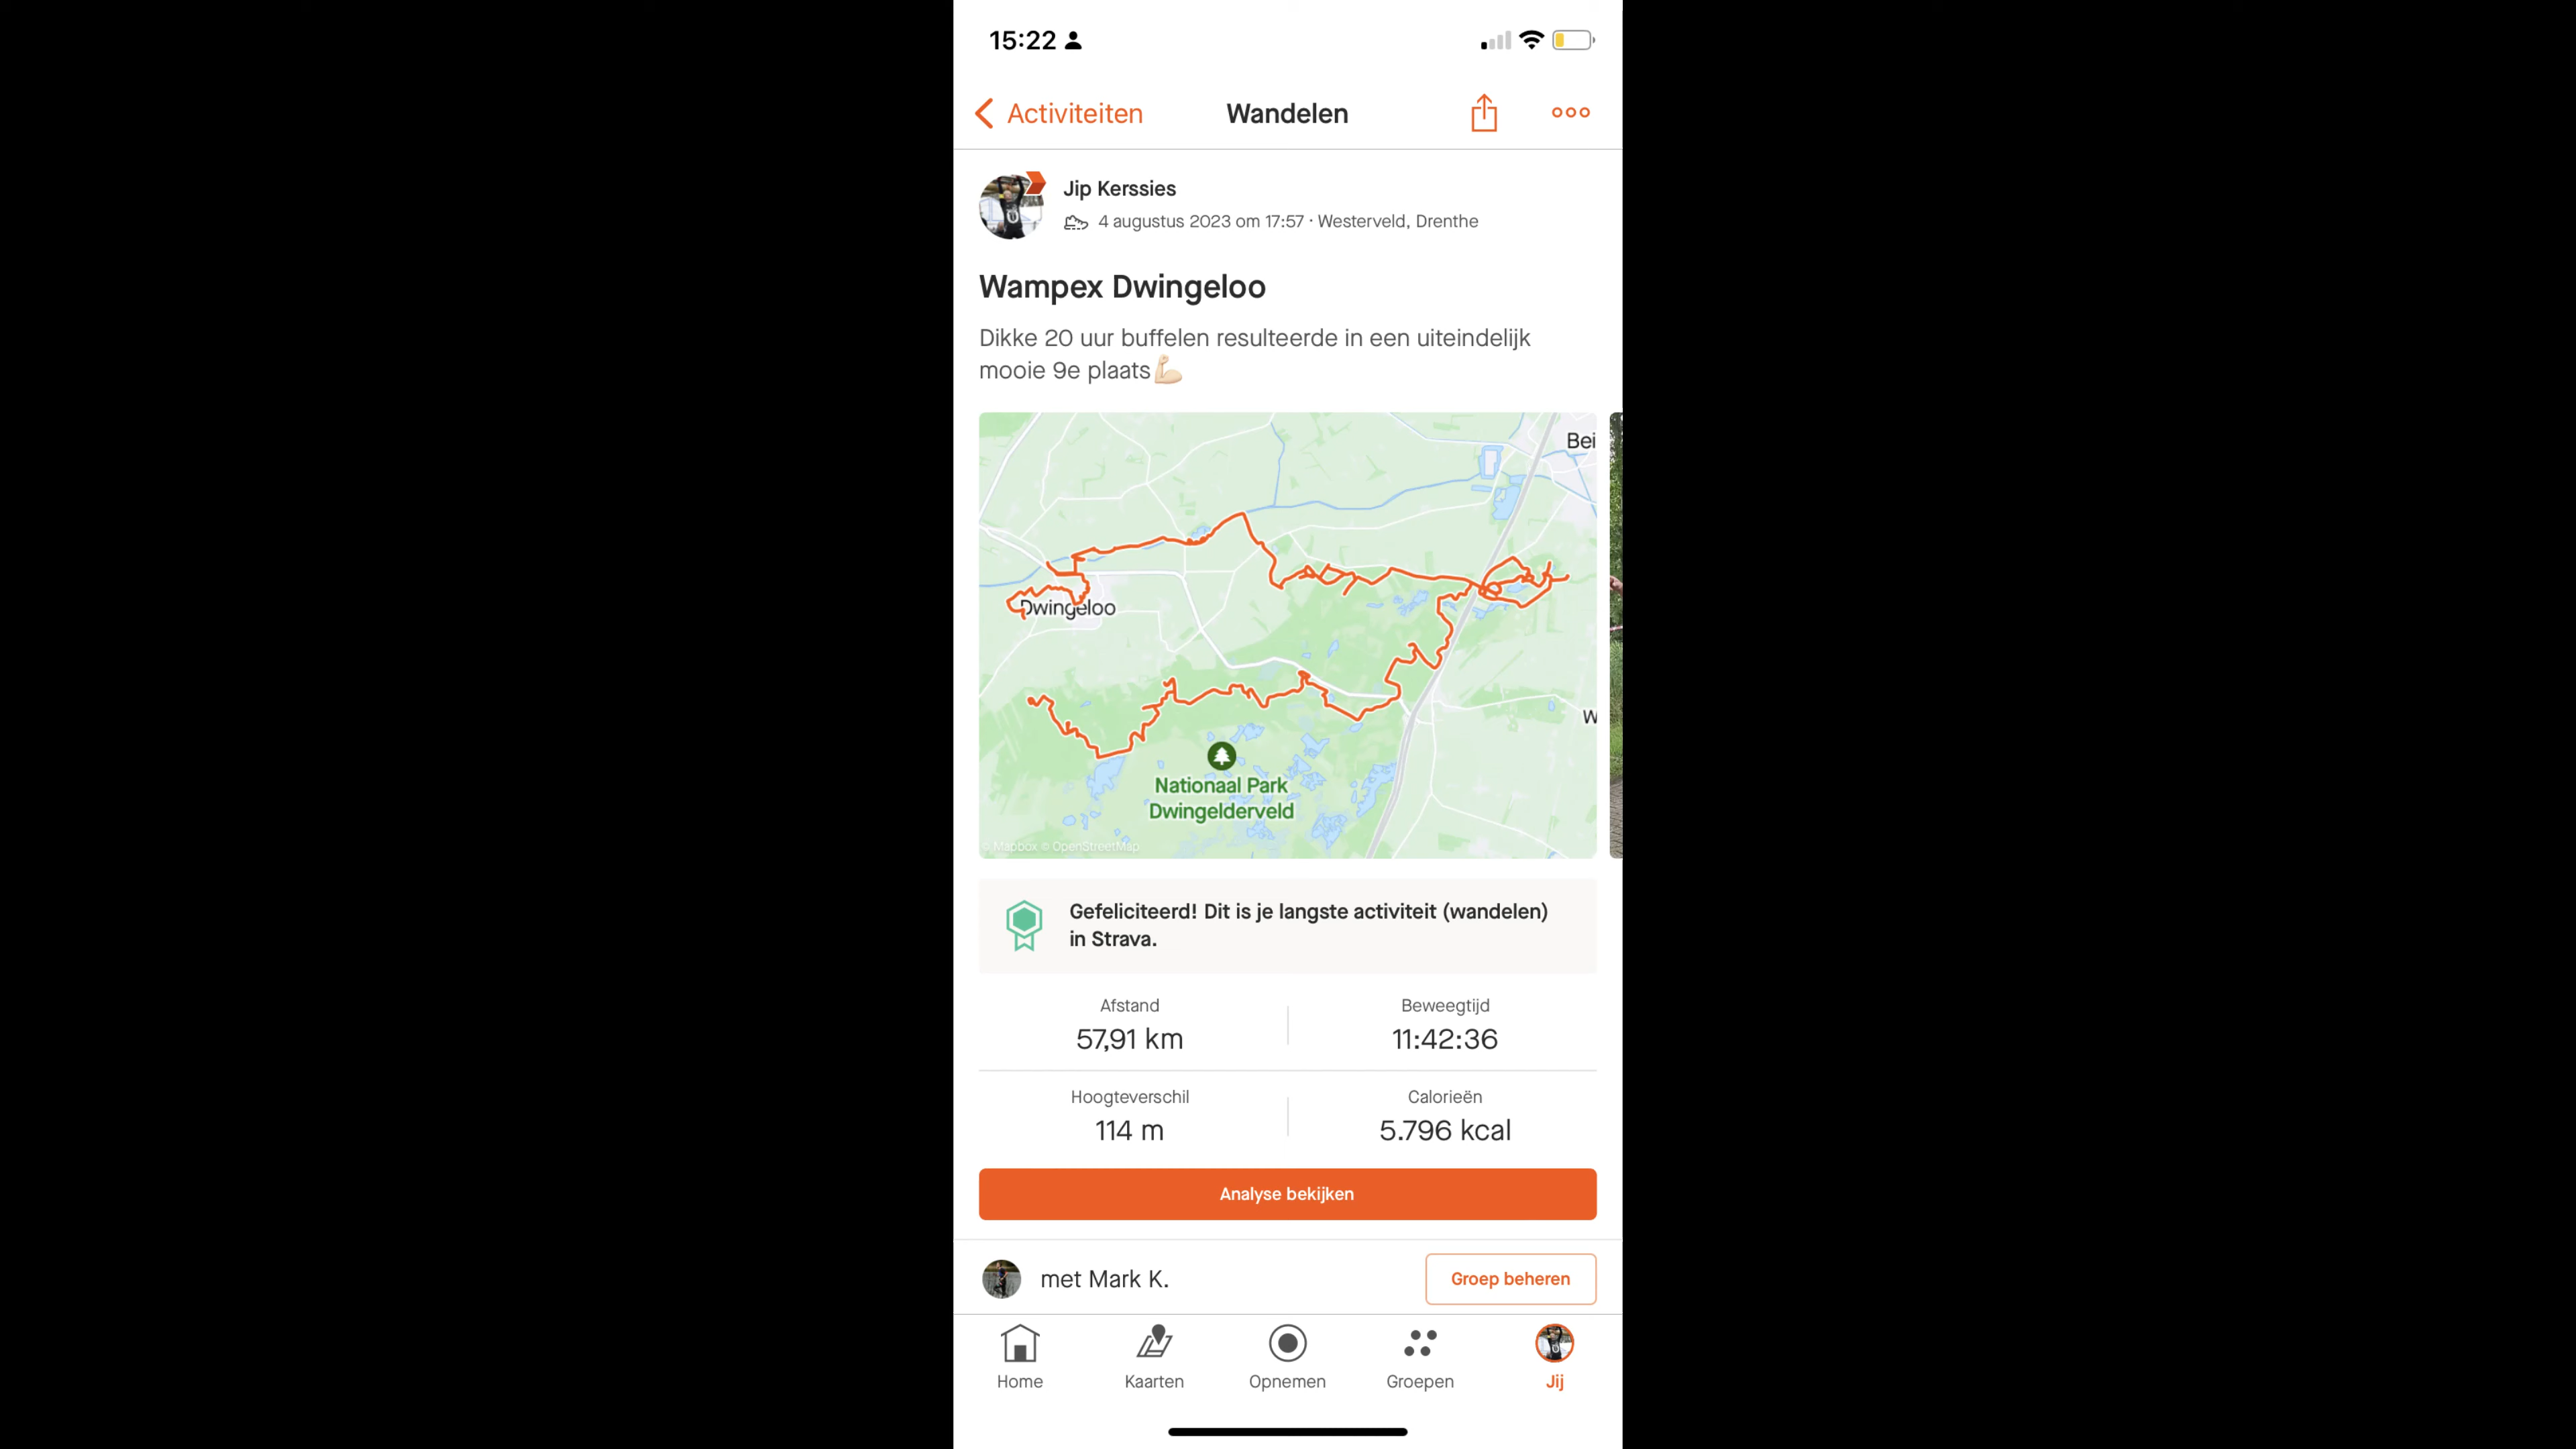 15:22
Activiteiten
Wandelen
Jip Kerssies
4 augustus 2023 om 17:57 · Westerveld, Drenthe
Wampex Dwingeloo
Dikke 20 uur buffelen resulteerde in een uiteindelijk
mooie 9e plaats💪🏻
Bei
Dwingeloo
W
Nationaal Park
Dwingelderveld
© Mapbox © OpenStreetMap
Gefeliciteerd! Dit is je langste activiteit (wandelen)
in Strava.
Afstand
57,91 km
Beweegtijd
11:42:36
Hoogteverschil
114 m
Calorieën
5.796 kcal
Analyse bekijken
met Mark K.
Groep beheren
Home
Kaarten
Opnemen
Groepen
Jij